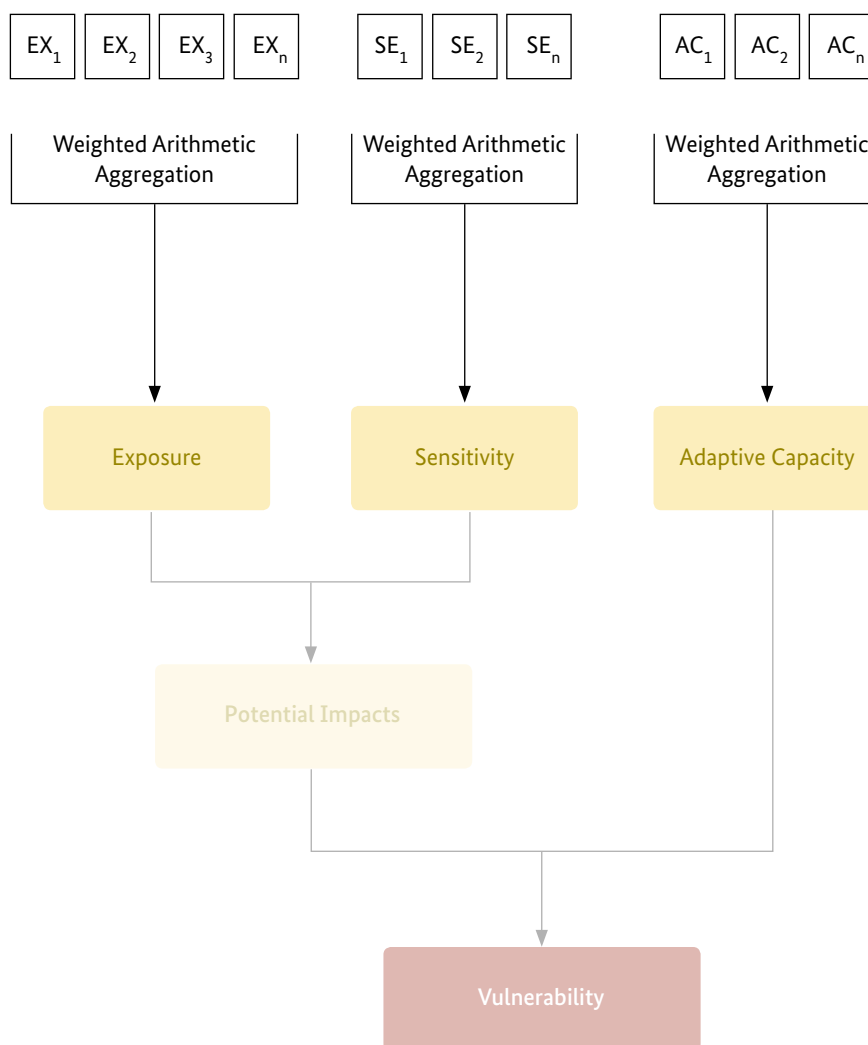 EX₁ EX₂ EX₃ EXₙ SE₁ SE₂ SEₙ AC₁ AC₂ ACₙ
Weighted Arithmetic
Aggregation
Weighted Arithmetic
Aggregation
Weighted Arithmetic
Aggregation
Exposure
Sensitivity
Adaptive Capacity
Potential Impacts
Vulnerability